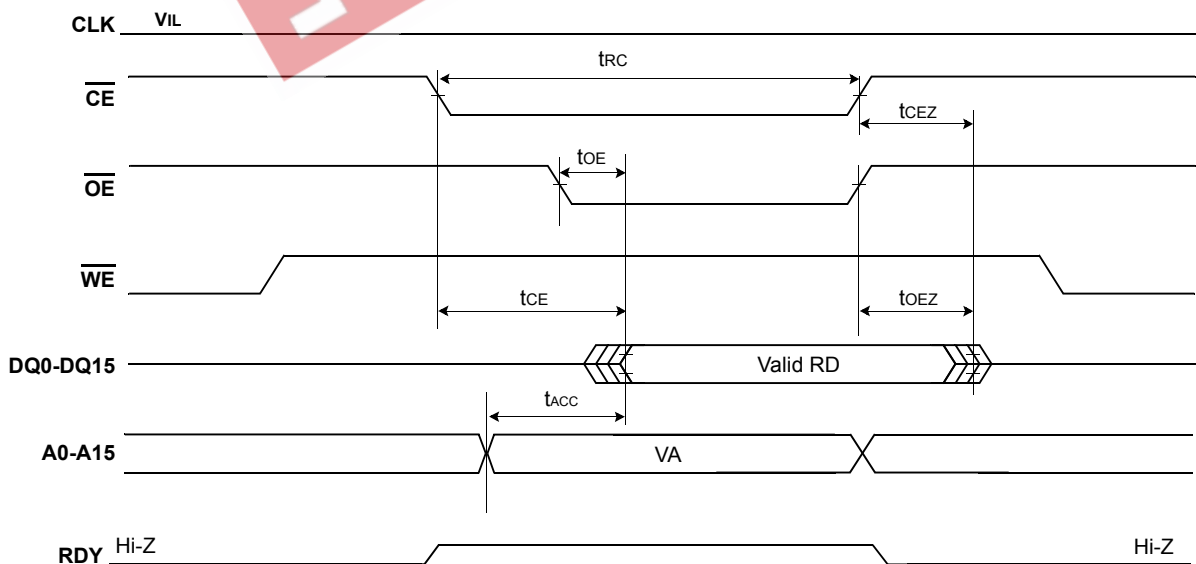 CLK VIL
tRC
CE
tCEZ
tOE
OE
WE
tCE tOEZ
DQ0-DQ15 Valid RD
tACC
A0-A15 VA
RDY Hi-Z Hi-Z